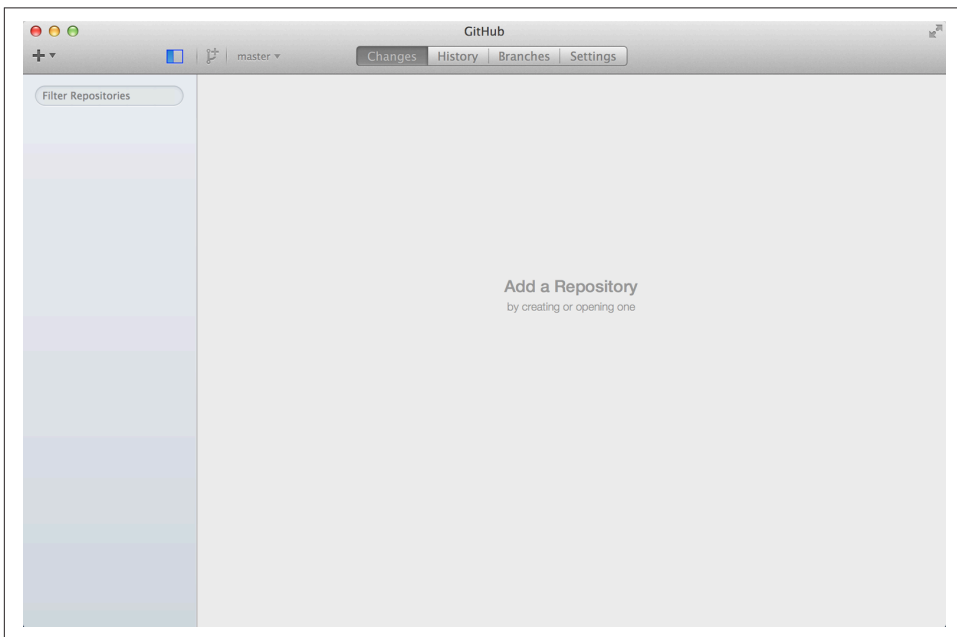 GitHub
master
Changes
History
Branches
Settings
Filter Repositories
Add a Repository
by creating or opening one